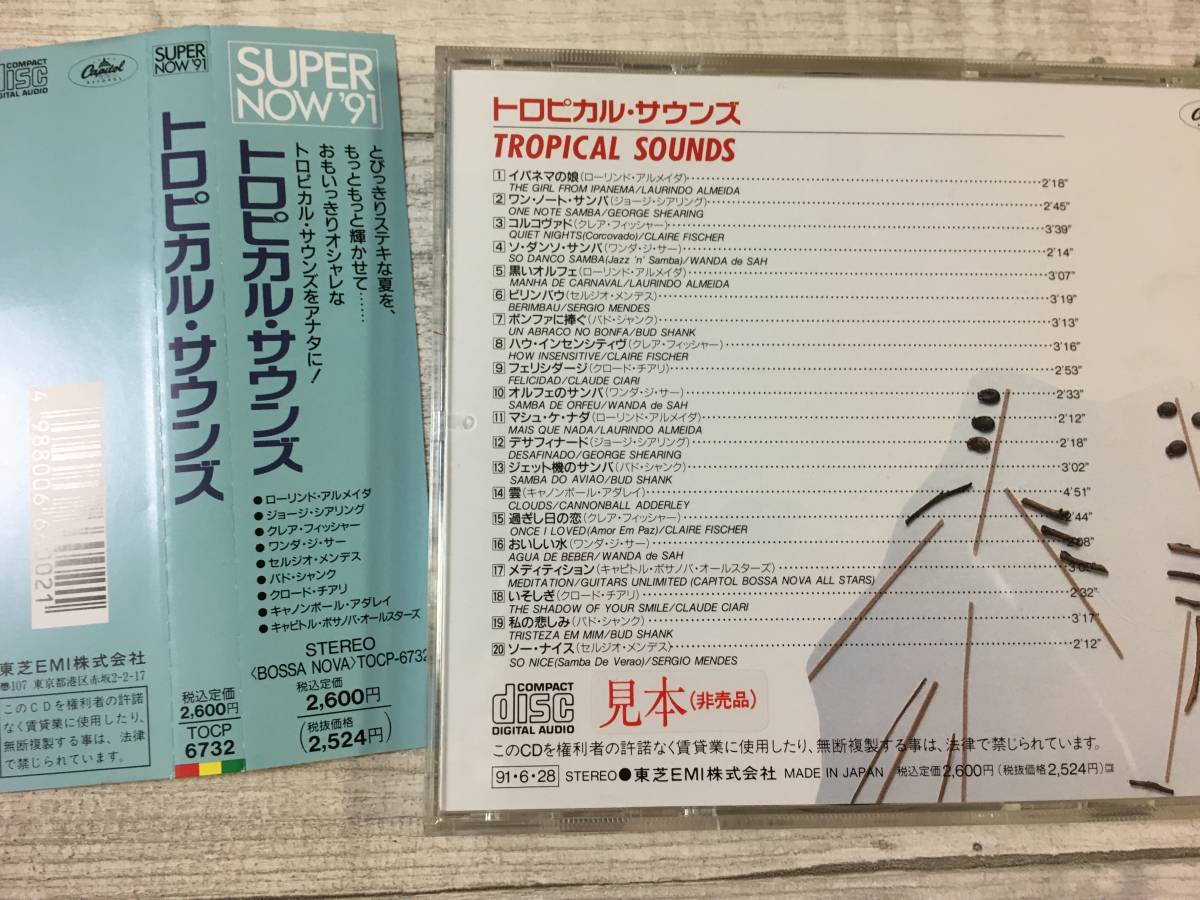 COMPACT
disc
DIGITAL AUDIO
Capitol
RECORDS
東芝EMI株式会社
〠107 東京都港区赤坂2-2-17
このCDを権利者の許諾
なく賃貸業に使用したり、
無断複製する事は、法律
で禁じられています。
SUPER
NOW '91
トロピカル・サウンズ
税込定価
2,600円
TOCP
6732
SUPER
NOW '91
とびっきりステキな夏を、
もっともっと輝かせて……
おもいっきりオシャレな
トロピカル・サウンズをアナタに!
トロピカル・サウンズ
●ローリンド・アルメイダ
●ジョージ・シアリング
●クレア・フィッシャー
●ワンダ・ジ・サー
●セルジオ・メンデス
●バド・シャンク
●クロード・チアリ
●キャノンボール・アダレイ
●キャピトル・ボサノバ・オールスターズ
STEREO
〈BOSSA NOVA〉TOCP-6732
税込定価
2,600円
(税抜価格
2,524円)
トロピカル・サウンズ
TROPICAL SOUNDS
1 イパネマの娘(ローリンド・アルメイダ) 2'18"
THE GIRL FROM IPANEMA/LAURINDO ALMEIDA
2 ワン・ノート・サンバ(ジョージ・シアリング) 2'45"
ONE NOTE SAMBA/GEORGE SHEARING
3 コルコヴァド(クレア・フィッシャー) 3'39"
QUIET NIGHTS(Corcovado)/CLAIRE FISCHER
4 ソ・ダンソ・サンバ(ワンダ・ジ・サー) 2'14"
SO DANCO SAMBA(Jazz 'n' Samba)/WANDA de SAH
5 黒いオルフェ(ローリンド・アルメイダ) 3'07"
MANHA DE CARNAVAL/LAURINDO ALMEIDA
6 ビリンバウ(セルジオ・メンデス) 3'19"
BERIMBAU/SERGIO MENDES
7 ボンファに捧ぐ(バド・シャンク) 3'13"
UN ABRACO NO BONFA/BUD SHANK
8 ハウ・インセンシティヴ(クレア・フィッシャー) 3'16"
HOW INSENSITIVE/CLAIRE FISCHER
9 フェリシダージ(クロード・チアリ) 2'53"
FELICIDAD/CLAUDE CIARI
10 オルフェのサンバ(ワンダ・ジ・サー) 2'33"
SAMBA DE ORFEU/WANDA de SAH
11 マシュ・ケ・ナダ(ローリンド・アルメイダ) 2'12"
MAIS QUE NADA/LAURINDO ALMEIDA
12 デサフィナード(ジョージ・シアリング) 2'18"
DESAFINADO/GEORGE SHEARING
13 ジェット機のサンバ(バド・シャンク) 3'02"
SAMBA DO AVIAO/BUD SHANK
14 雲(キャノンボール・アダレイ) 4'51"
CLOUDS/CANNONBALL ADDERLEY
15 過ぎし日の恋(クレア・フィッシャー) 2'44"
ONCE I LOVED(Amor Em Paz)/CLAIRE FISCHER
16 おいしい水(ワンダ・ジ・サー)
AGUA DE BEBER/WANDA de SAH
17 メディティション(キャピトル・ボサノバ・オールスターズ)
MEDITATION/GUITARS UNLIMITED (CAPITOL BOSSA NOVA ALL STARS)
18 いそしぎ(クロード・チアリ) 2'32"
THE SHADOW OF YOUR SMILE/CLAUDE CIARI
19 私の悲しみ(バド・シャンク) 3'17"
TRISTEZA EM MIM/BUD SHANK
20 ソー・ナイス(セルジオ・メンデス) 2'12"
SO NICE(Samba De Verao)/SERGIO MENDES
COMPACT
disc
DIGITAL AUDIO
見本(非売品)
このCDを権利者の許諾なく賃貸業に使用したり、無断複製する事は、法律で禁じられています。
91・6・28 STEREO●東芝EMI株式会社 MADE IN JAPAN 税込定価2,600円(税抜価格2,524円)